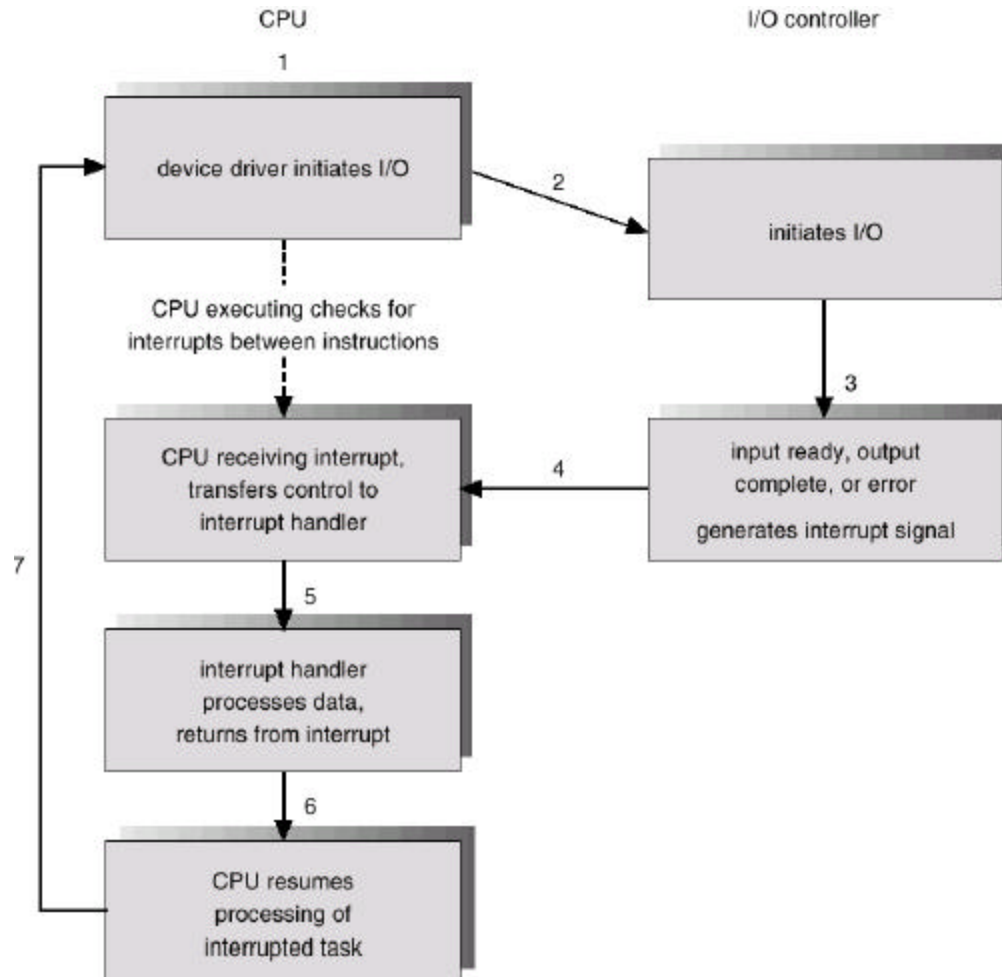 CPU
I/O controller
1
device driver initiates I/O
2
initiates I/O
CPU executing checks for
interrupts between instructions
3
CPU receiving interrupt,
transfers control to
interrupt handler
4
input ready, output
complete, or error
generates interrupt signal
7
5
interrupt handler
processes data,
returns from interrupt
6
CPU resumes
processing of
interrupted task